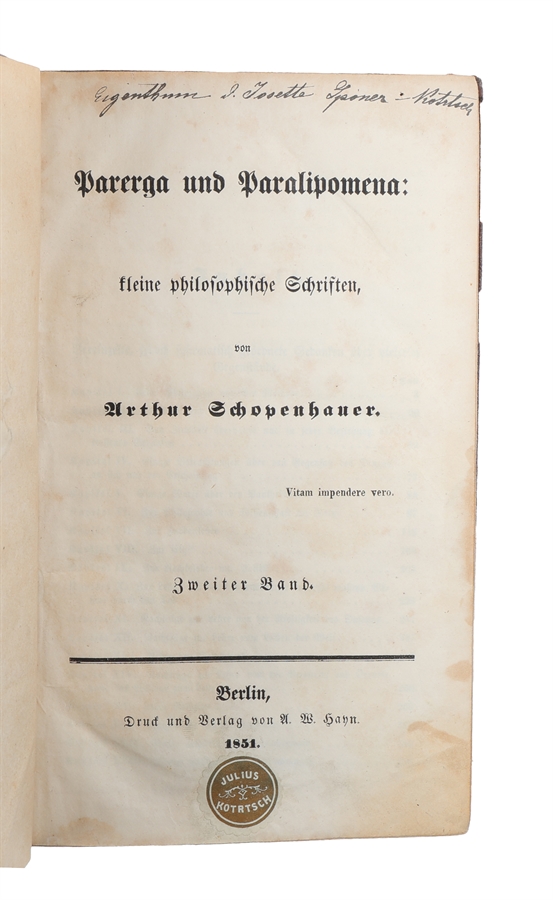 Eigenthum d. Josette Sponer-Kotrtsch
Parerga und Paralipomena:
kleine philosophische Schriften,
von
Arthur Schopenhauer.
Vitam impendere vero.
Zweiter Band.
Berlin,
Druck und Verlag von A. W. Hayn.
1851.
JULIUS
KOTRTSCH